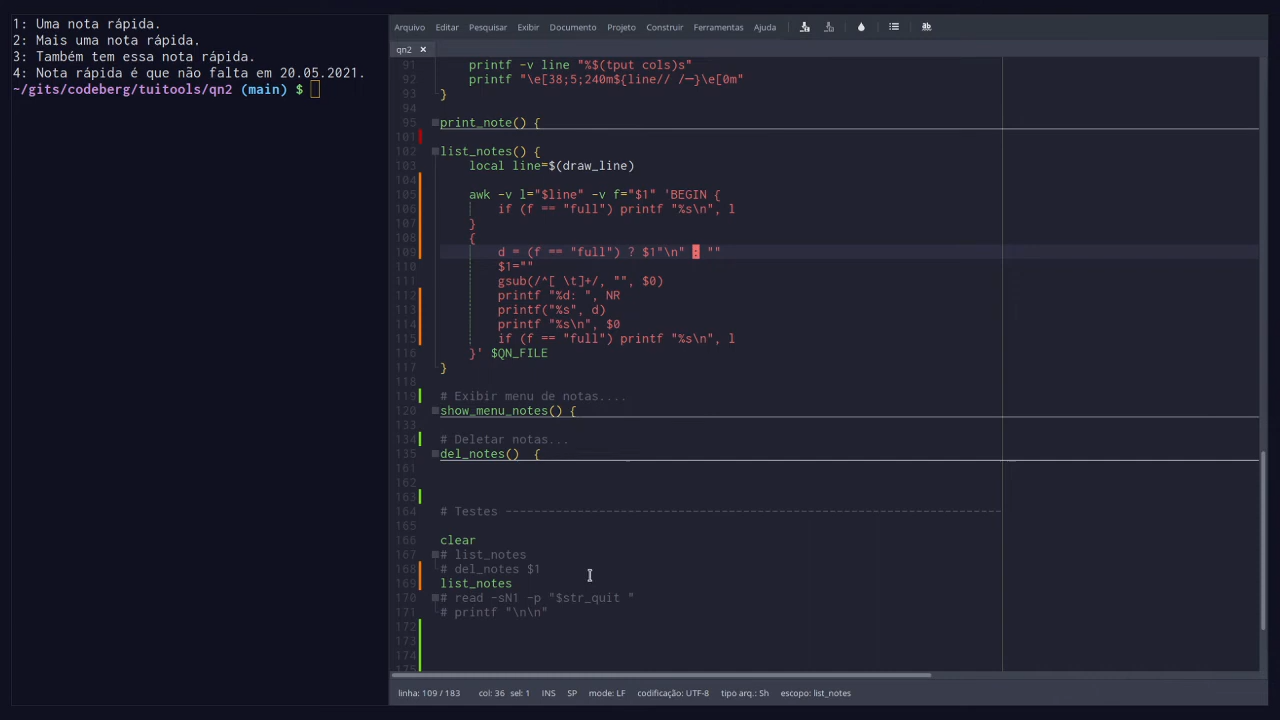 1: Uma nota rápida.
2: Mais uma nota rápida.
3: Também tem essa nota rápida.
4: Nota rápida é que não falta em 20.05.2021.
~/gits/codeberg/tuitools/qn2 (main) $
Arquivo Editar Pesquisar Exibir Documento Projeto Construir Ferramentas Ajuda
qn2 ×
91 printf -v line "%$(tput cols)s"
92 printf "\e[38;5;240m${line// /─}\e[0m"
93 }
94
95 print_note() {
101
102 list_notes() {
103 local line=$(draw_line)
104
105 awk -v l="$line" -v f="$1" 'BEGIN {
106 if (f == "full") printf "%s\n", l
107 }
108 {
109 d = (f == "full") ? $1"\n" : ""
110 $1=""
111 gsub(/^[ \t]+/, "", $0)
112 printf "%d: ", NR
113 printf("%s", d)
114 printf "%s\n", $0
115 if (f == "full") printf "%s\n", l
116 }' $QN_FILE
117 }
118
119 # Exibir menu de notas....
120 show_menu_notes() {
133
134 # Deletar notas...
135 del_notes()  {
161
162
163
164 # Testes ---------------------------------------------------------------------
165
166 clear
167 # list_notes
168 # del_notes $1
169 list_notes
170 # read -sN1 -p "$str_quit "
171 # printf "\n\n"
172
173
174
175
linha: 109 / 183 col: 36 sel: 1 INS SP mode: LF codificação: UTF-8 tipo arq.: Sh escopo: list_notes